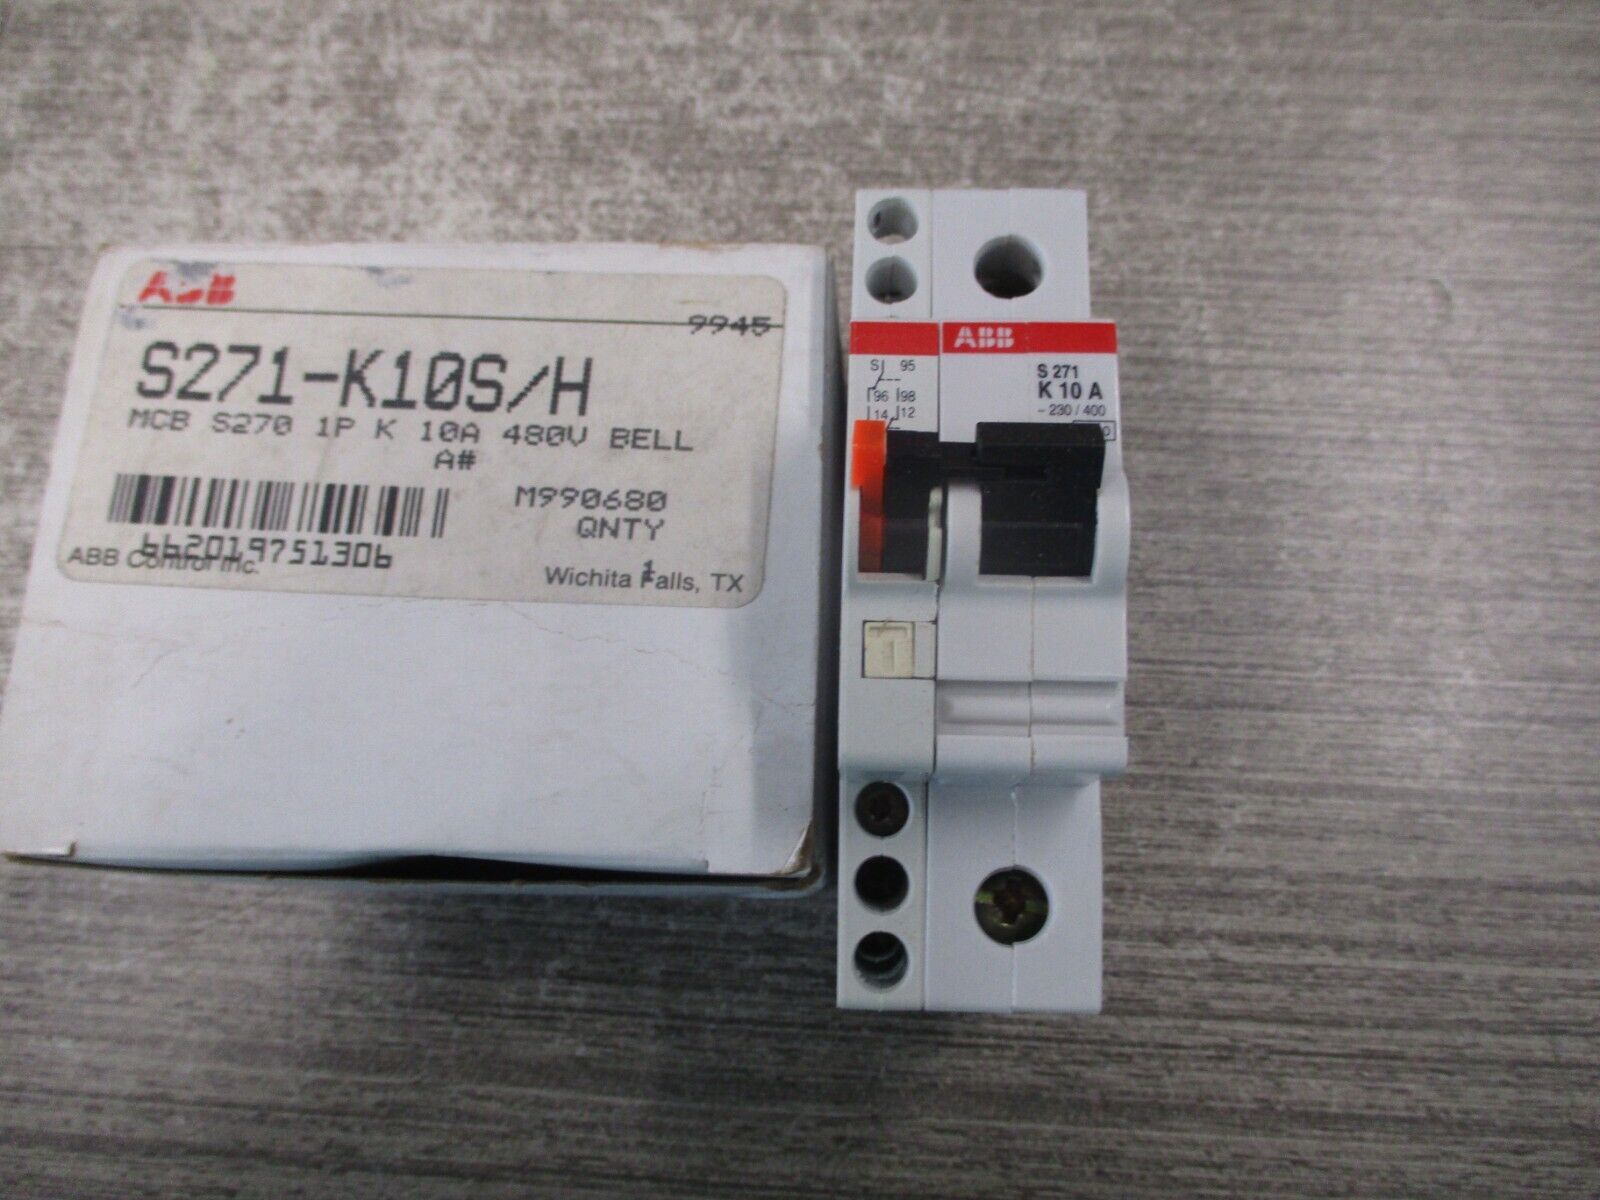 ABB
9945
S271-K10S/H
MCB S270 1P K 10A 480V BELL
A#
M990680
QNTY
662019751306
1
ABB Control Inc.
Wichita Falls, TX
ABB
S 95
96 98
14 12
S 271
K 10 A
~ 230 / 400